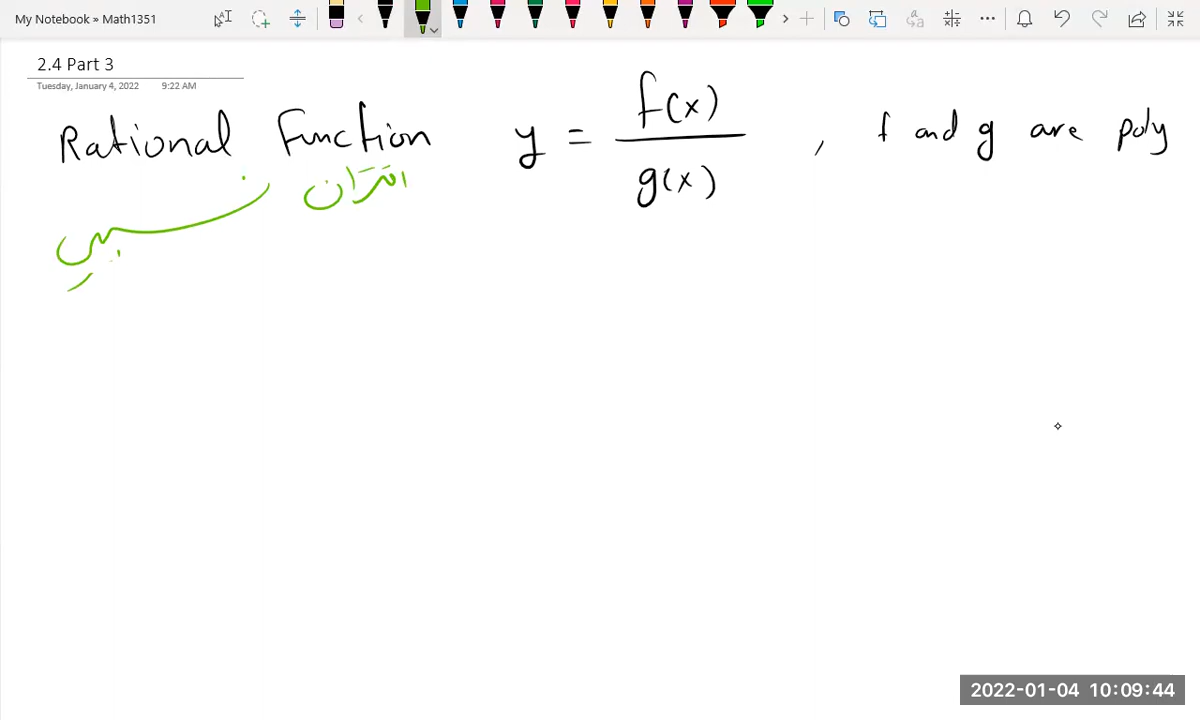 My Notebook » Math1351
2.4 Part 3
Tuesday, January 4, 2022 9:22 AM
Rational Function y = f(x)/g(x) , f and g are poly
اقتران نسبي
2022-01-04 10:09:44